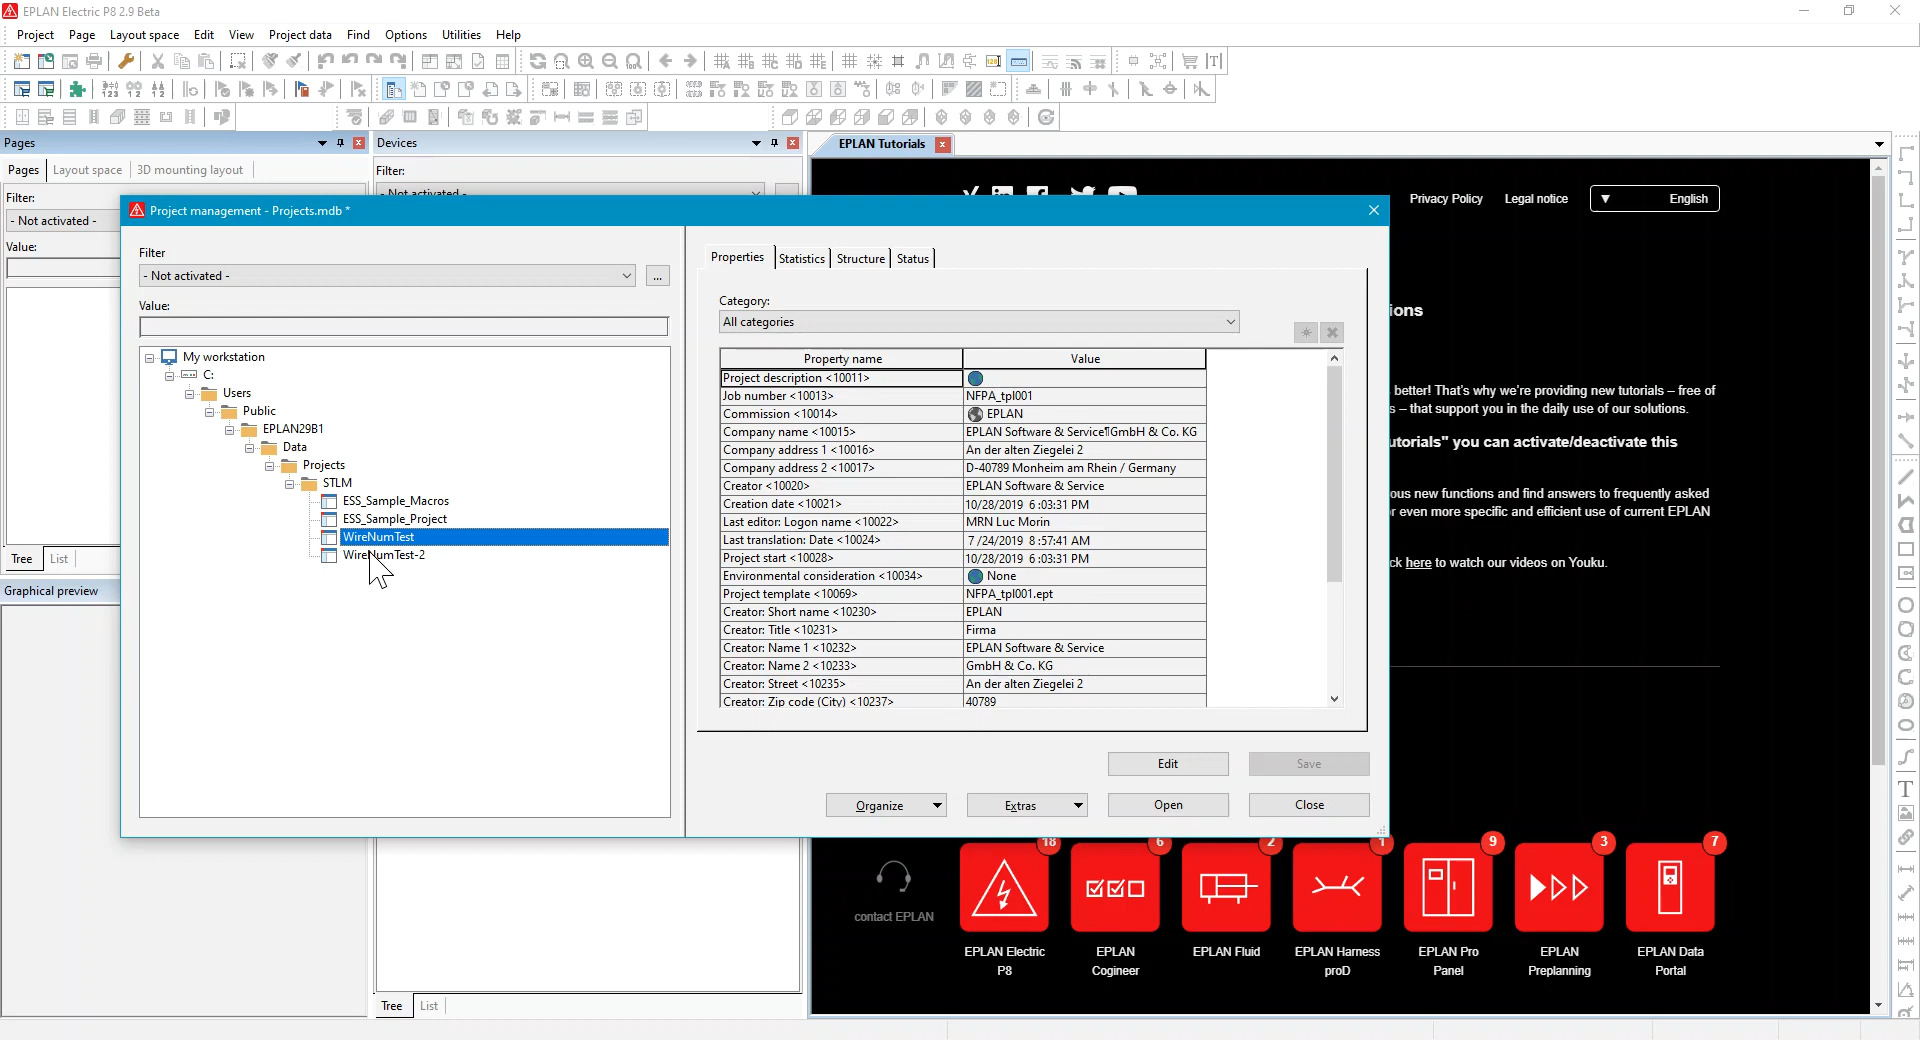 EPLAN Electric P8 2.9 Beta
Project Page Layout space Edit View Project data Find Options Utilities Help
Pages
Pages Layout space 3D mounting layout
Filter:
- Not activated -
Value:
Tree List
Graphical preview
Devices
Filter:
- Not activated -
Tree List
EPLAN Tutorials
Privacy Policy Legal notice English
Project management - Projects.mdb *
Filter
- Not activated -
...
Value:
My workstation
C:
Users
Public
EPLAN29B1
Data
Projects
STLM
ESS_Sample_Macros
ESS_Sample_Project
WireNumTest
WireNumTest-2
Properties Statistics Structure Status
Category:
All categories
Property name Value
Project description <10011>
Job number <10013> NFPA_tpl001
Commission <10014> EPLAN
Company name <10015> EPLAN Software & Service¶GmbH & Co. KG
Company address 1 <10016> An der alten Ziegelei 2
Company address 2 <10017> D-40789 Monheim am Rhein / Germany
Creator <10020> EPLAN Software & Service
Creation date <10021> 10/28/2019 6:03:31 PM
Last editor: Logon name <10022> MRN Luc Morin
Last translation: Date <10024> 7/24/2019 8:57:41 AM
Project start <10028> 10/28/2019 6:03:31 PM
Environmental consideration <10034> None
Project template <10069> NFPA_tpl001.ept
Creator: Short name <10230> EPLAN
Creator: Title <10231> Firma
Creator: Name 1 <10232> EPLAN Software & Service
Creator: Name 2 <10233> GmbH & Co. KG
Creator: Street <10235> An der alten Ziegelei 2
Creator: Zip code (City) <10237> 40789
Edit Save
Organize Extras Open Close
ions
better! That's why we're providing new tutorials – free of
s – that support you in the daily use of our solutions.
utorials" you can activate/deactivate this
ous new functions and find answers to frequently asked
r even more specific and efficient use of current EPLAN
ck here to watch our videos on Youku.
18 6 2 1 9 3 7
contact EPLAN
EPLAN Electric P8
EPLAN Cogineer
EPLAN Fluid
EPLAN Harness proD
EPLAN Pro Panel
EPLAN Preplanning
EPLAN Data Portal